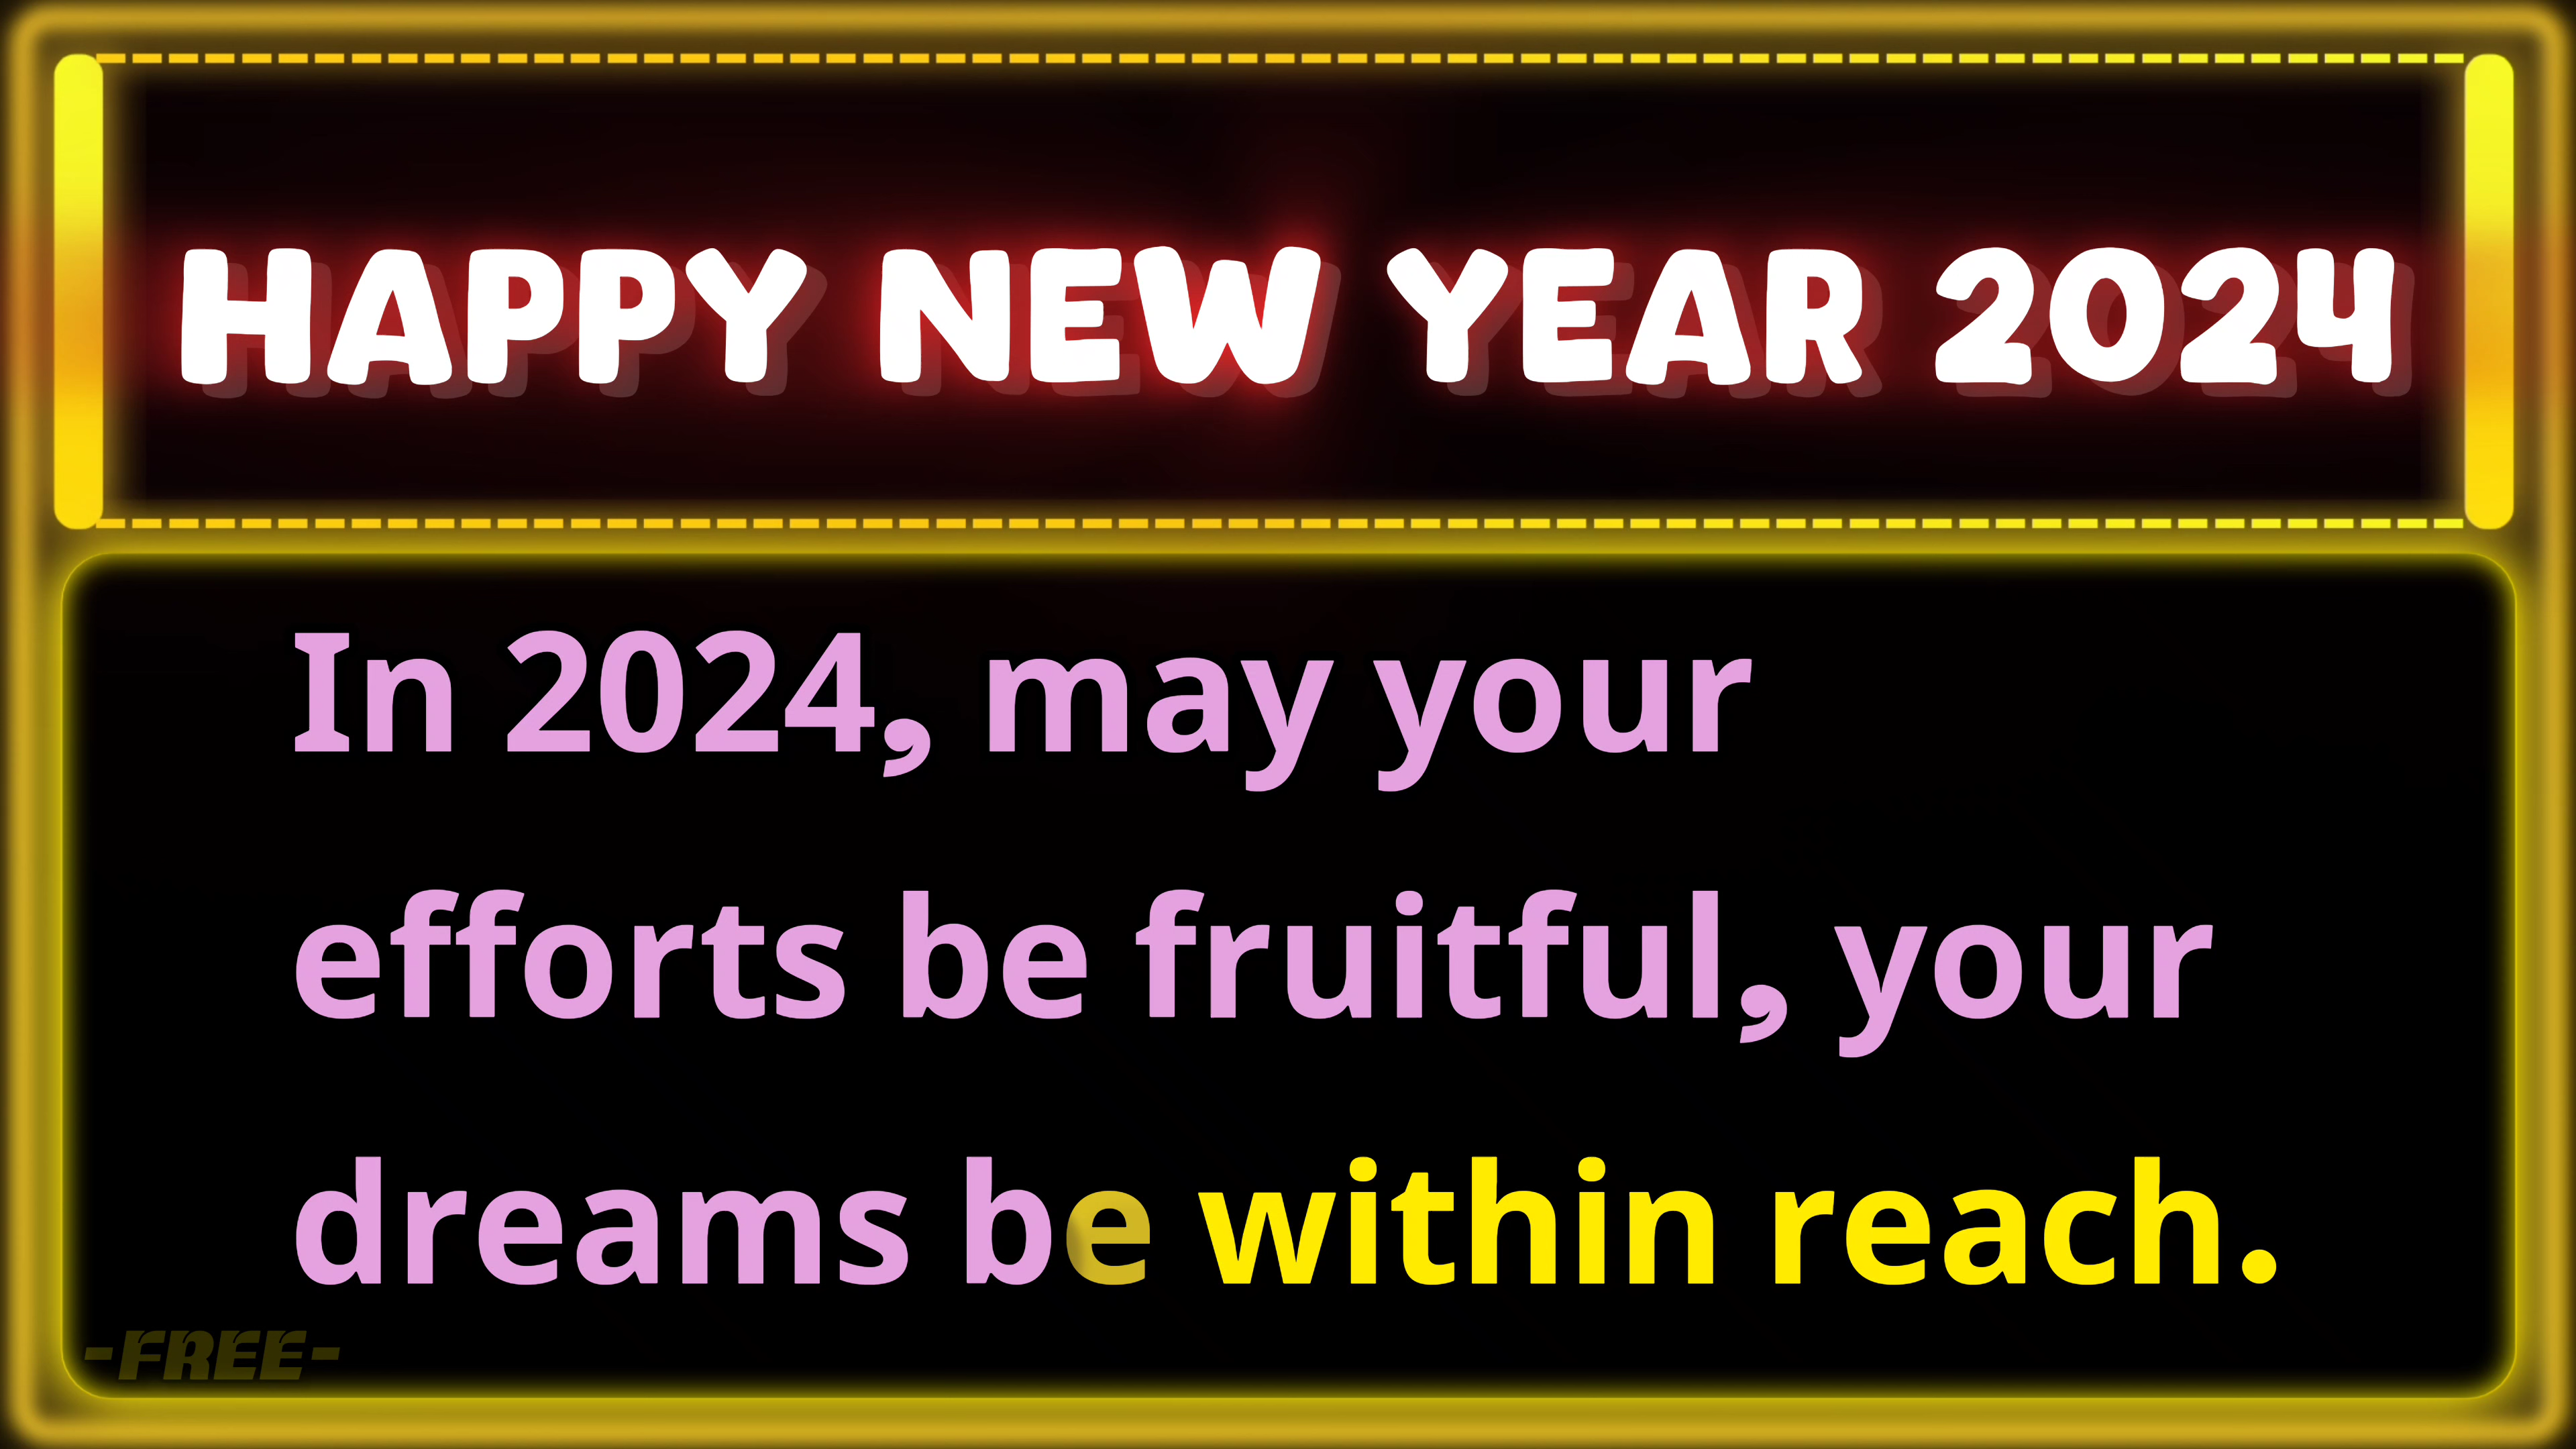 HAPPY NEW YEAR 2024
In 2024, may your
efforts be fruitful, your
dreams be within reach.
-FREE-